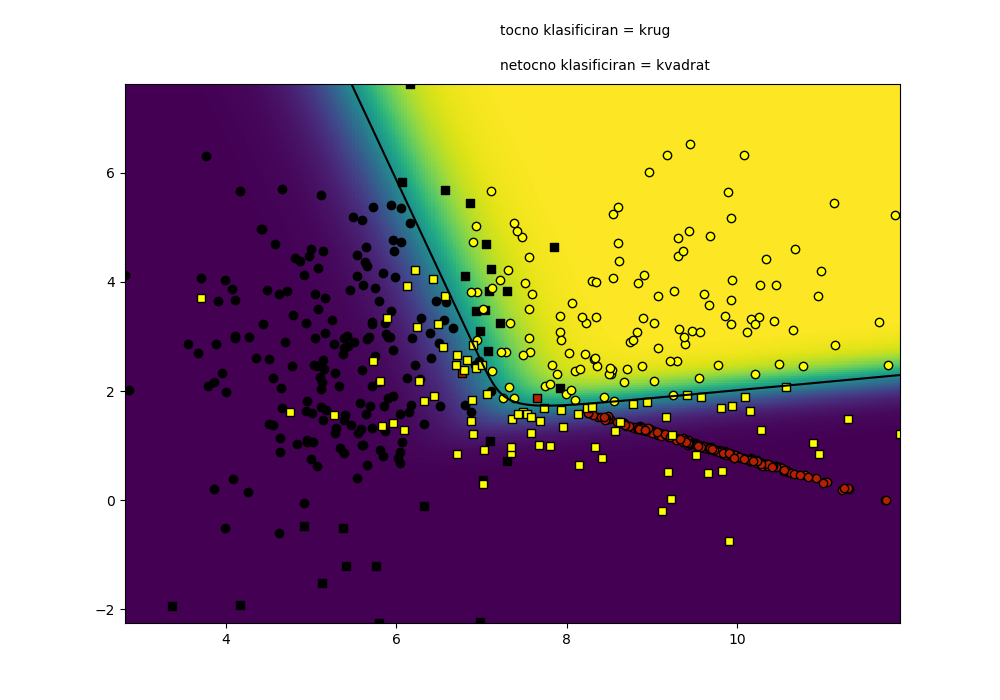 tocno klasificiran = krug
netocno klasificiran = kvadrat
6
4
2
0
−2
4 6 8 10